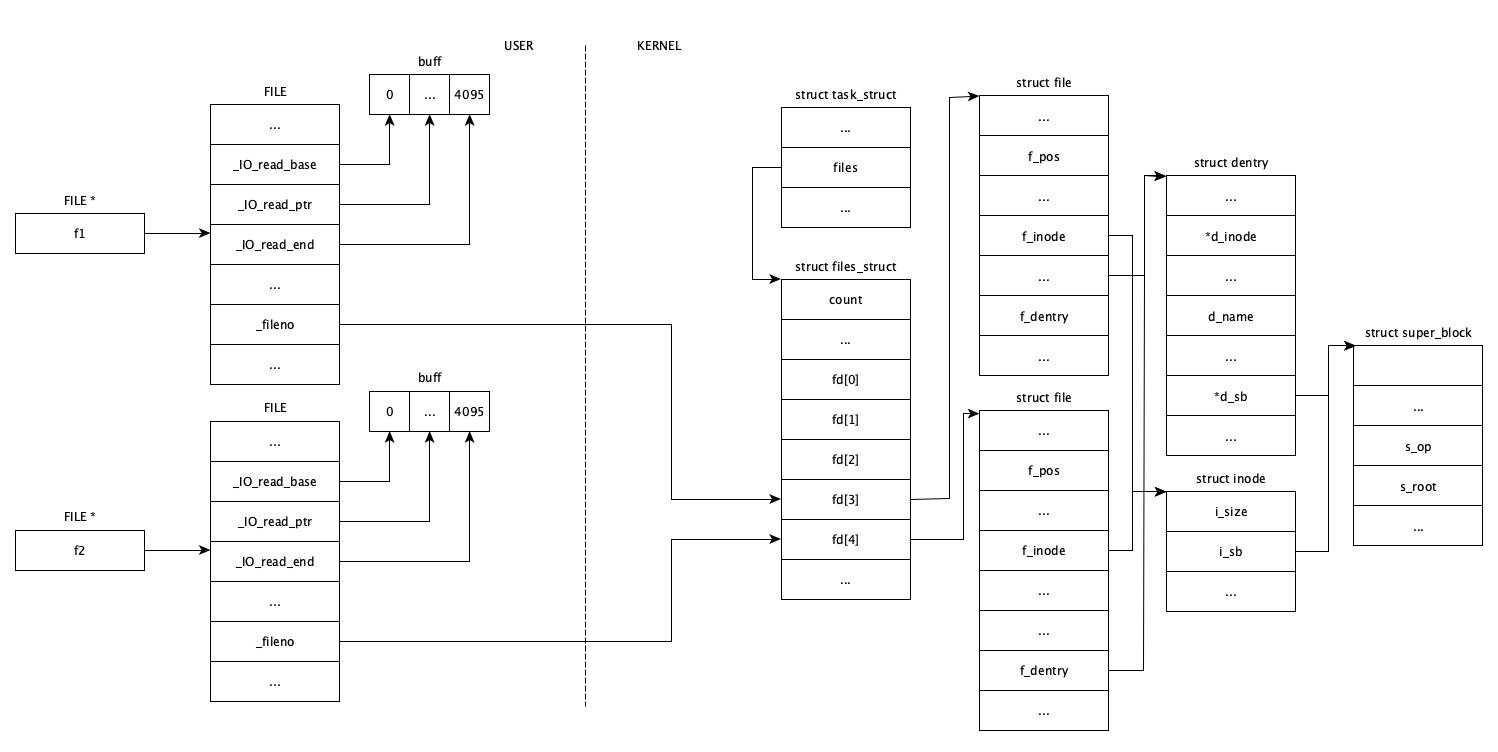 USER
KERNEL
FILE *
f1
FILE
...
_IO_read_base
_IO_read_ptr
_IO_read_end
...
_fileno
...
buff
0 ... 4095
FILE *
f2
FILE
...
_IO_read_base
_IO_read_ptr
_IO_read_end
...
_fileno
...
buff
0 ... 4095
struct task_struct
...
files
...
struct files_struct
count
...
fd[0]
fd[1]
fd[2]
fd[3]
fd[4]
...
struct file
...
f_pos
...
f_inode
...
f_dentry
...
struct file
...
f_pos
...
f_inode
...
...
f_dentry
...
struct dentry
...
*d_inode
...
d_name
...
*d_sb
...
struct inode
i_size
i_sb
...
struct super_block
...
s_op
s_root
...